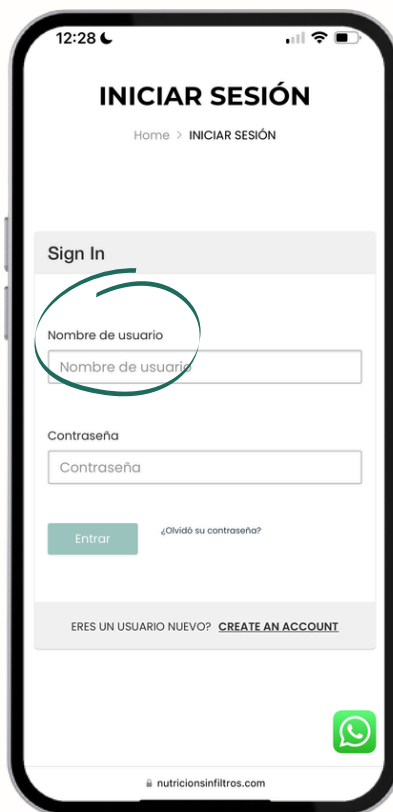 12:28
INICIAR SESIÓN
Home > INICIAR SESIÓN
Sign In
Nombre de usuario
Nombre de usuario
Contraseña
Contraseña
Entrar ¿Olvidó su contraseña?
ERES UN USUARIO NUEVO? CREATE AN ACCOUNT
nutricionsinfiltros.com